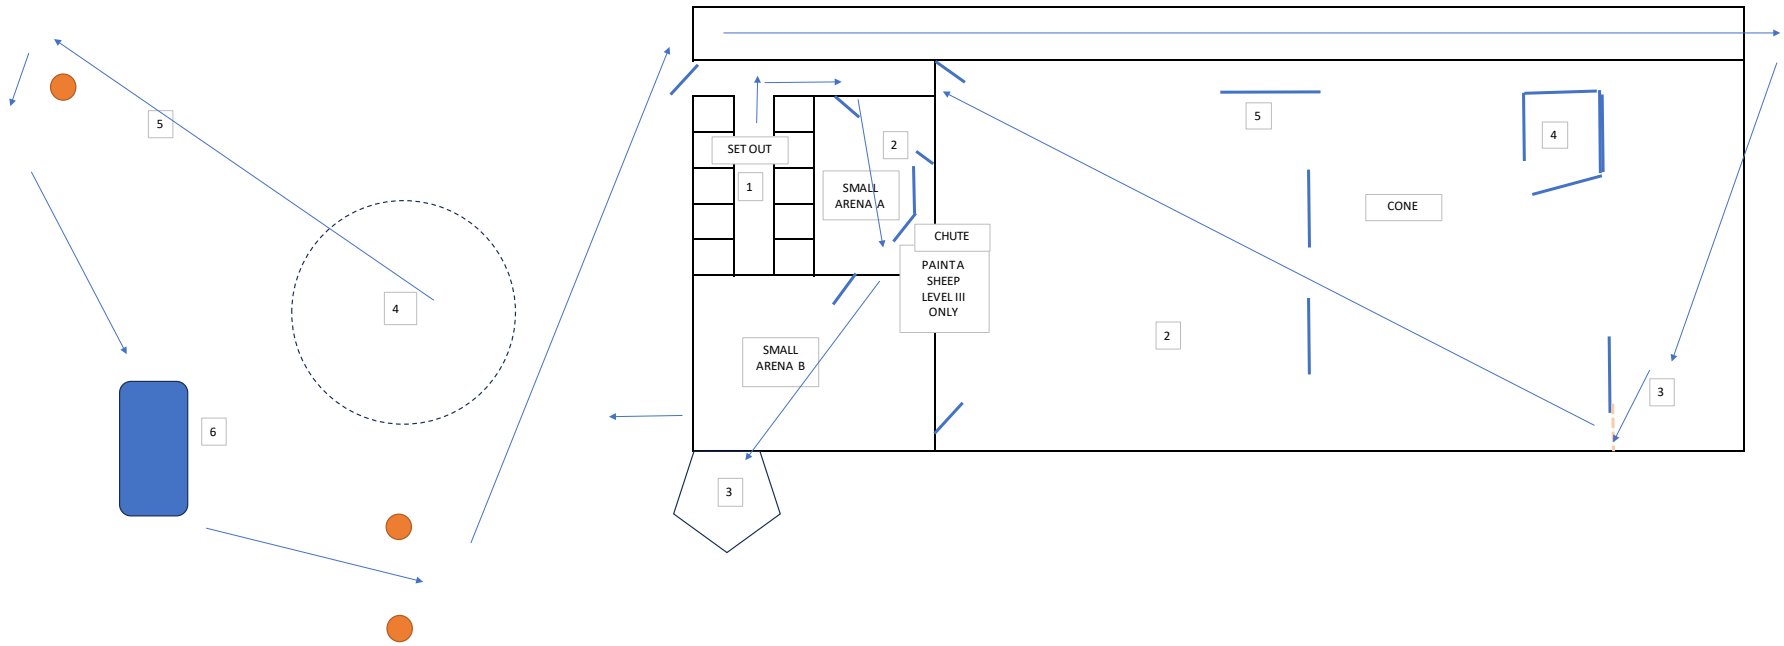 5
4
6
SET OUT
1
2
SMALL
ARENA A
CHUTE
PAINT A
SHEEP
LEVEL III
ONLY
SMALL
ARENA B
3
5
4
CONE
2
3